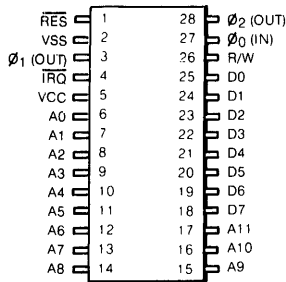 R̅E̅S̅ 1 28 Ø₂ (OUT)
VSS 2 27 Ø₀ (IN)
Ø₁ (OUT) 3 26 R/W
I̅R̅Q̅ 4 25 D0
VCC 5 24 D1
A0 6 23 D2
A1 7 22 D3
A2 8 21 D4
A3 9 20 D5
A4 10 19 D6
A5 11 18 D7
A6 12 17 A11
A7 13 16 A10
A8 14 15 A9